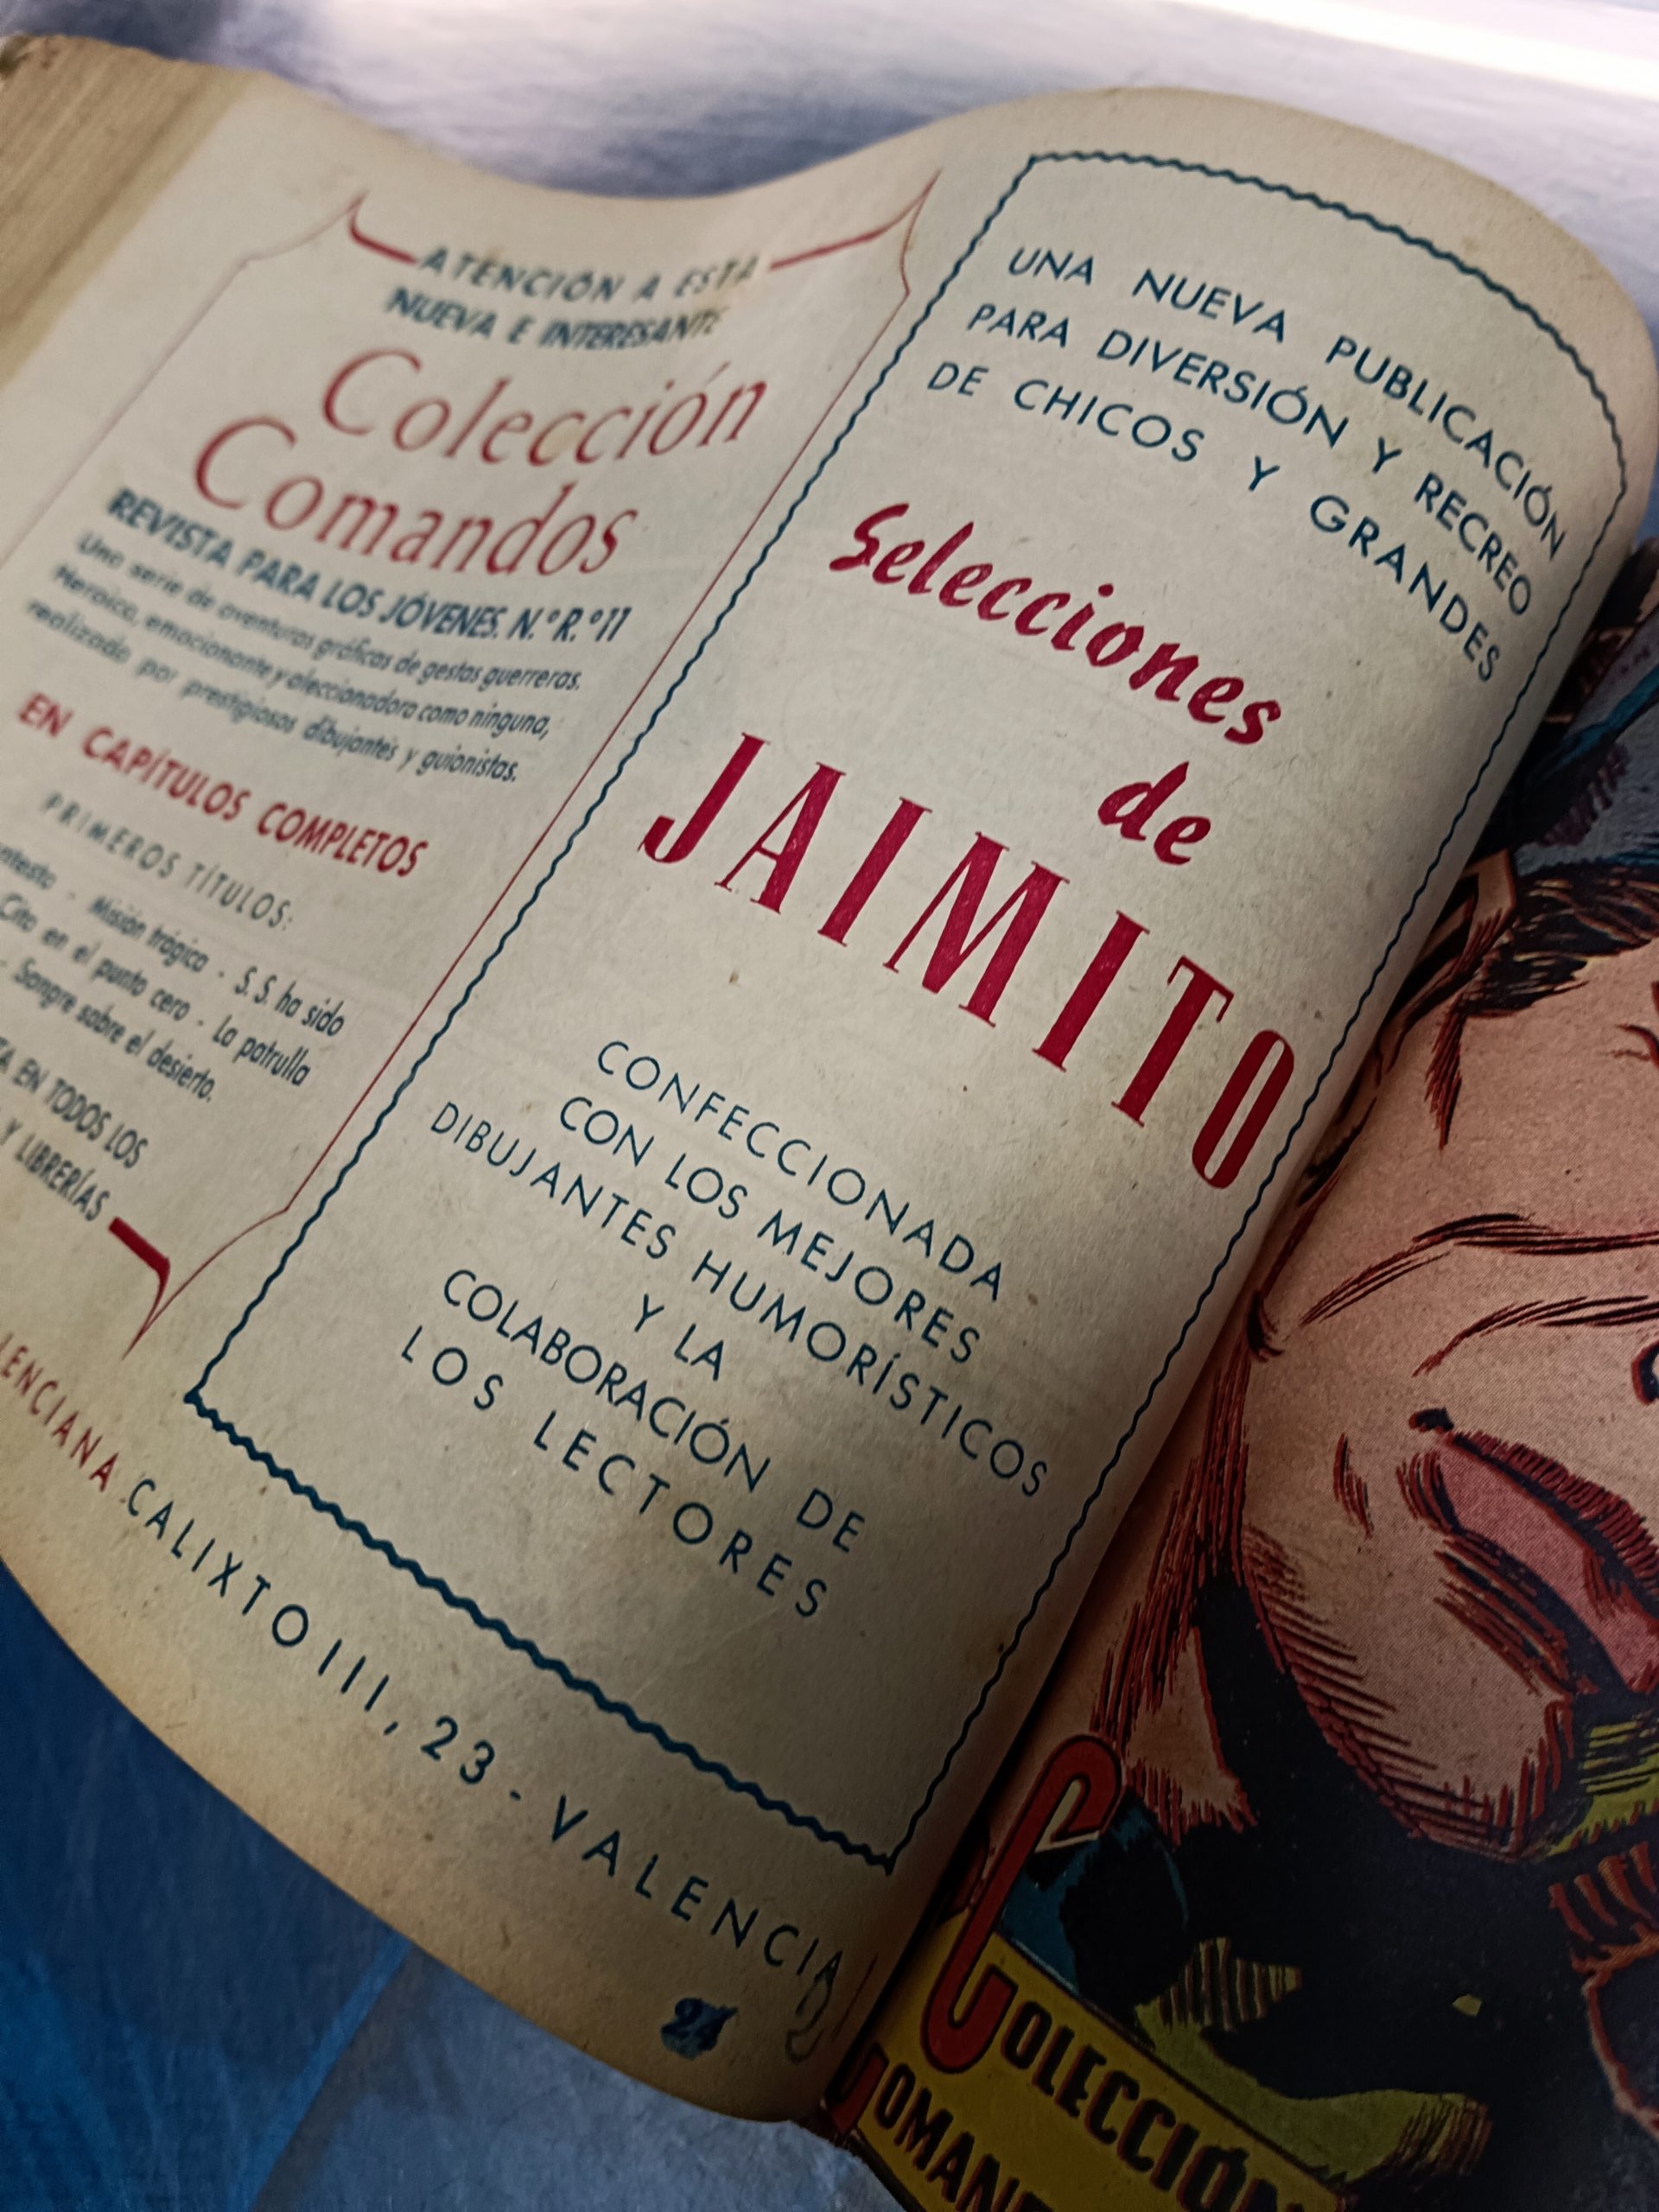 ATENCIÓN A ESTA
NUEVA E INTERESANTE
Colección
Comandos
REVISTA PARA LOS JÓVENES. N.º R.º 11
Una serie de aventuras gráficas de gestas guerreras.
Heroica, emocionante y aleccionadora como ninguna,
realizada por prestigiosos dibujantes y guionistas.
EN CAPÍTULOS COMPLETOS
PRIMEROS TÍTULOS:
- Misión trágica - S. S. ha sido
Cita en el punto cero - La patrulla
- Sangre sobre el desierto.
EN TODOS LOS
Y LIBRERÍAS
UNA NUEVA PUBLICACIÓN
PARA DIVERSIÓN Y RECREO
DE CHICOS Y GRANDES
Selecciones
de
JAIMITO
CONFECCIONADA
CON LOS MEJORES
DIBUJANTES HUMORÍSTICOS
Y LA
COLABORACIÓN DE
LOS LECTORES
LENCIANA CALIXTO III, 23 - VALENCIA
24
COLECCIÓN
COMAN